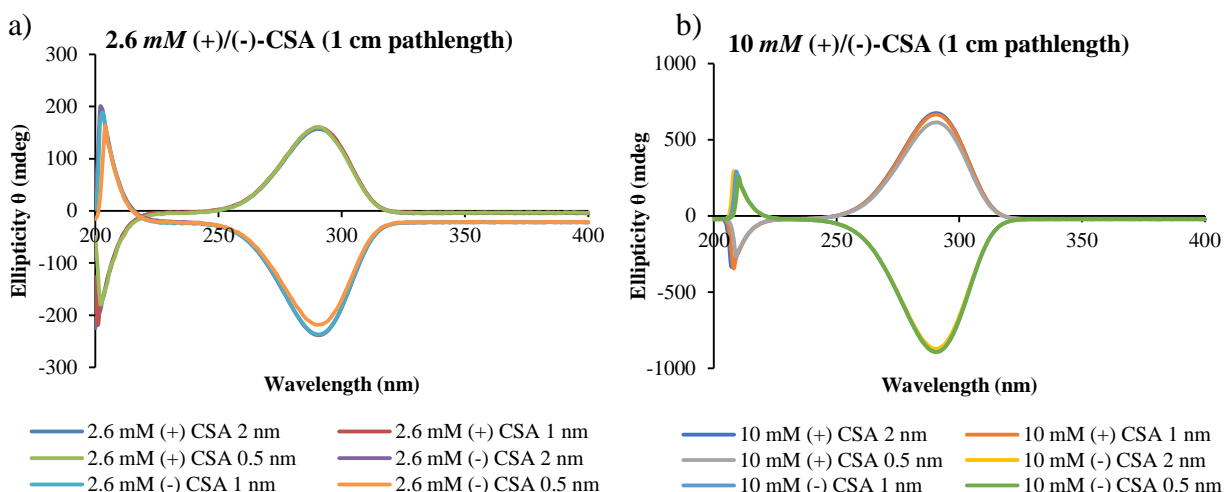 a)
2.6 mM (+)/(-)-CSA (1 cm pathlength)
300
200
100
0
-100
-200
-300
200
250
300
350
400
Ellipticity θ (mdeg)
Wavelength (nm)
2.6 mM (+) CSA 2 nm
2.6 mM (+) CSA 1 nm
2.6 mM (+) CSA 0.5 nm
2.6 mM (-) CSA 2 nm
2.6 mM (-) CSA 1 nm
2.6 mM (-) CSA 0.5 nm
b)
10 mM (+)/(-)-CSA (1 cm pathlength)
1000
500
0
-500
-1000
200
250
300
350
400
Ellipticity θ (mdeg
Wavelength (nm)
10 mM (+) CSA 2 nm
10 mM (+) CSA 1 nm
10 mM (+) CSA 0.5 nm
10 mM (-) CSA 2 nm
10 mM (-) CSA 1 nm
10 mM (-) CSA 0.5 nm